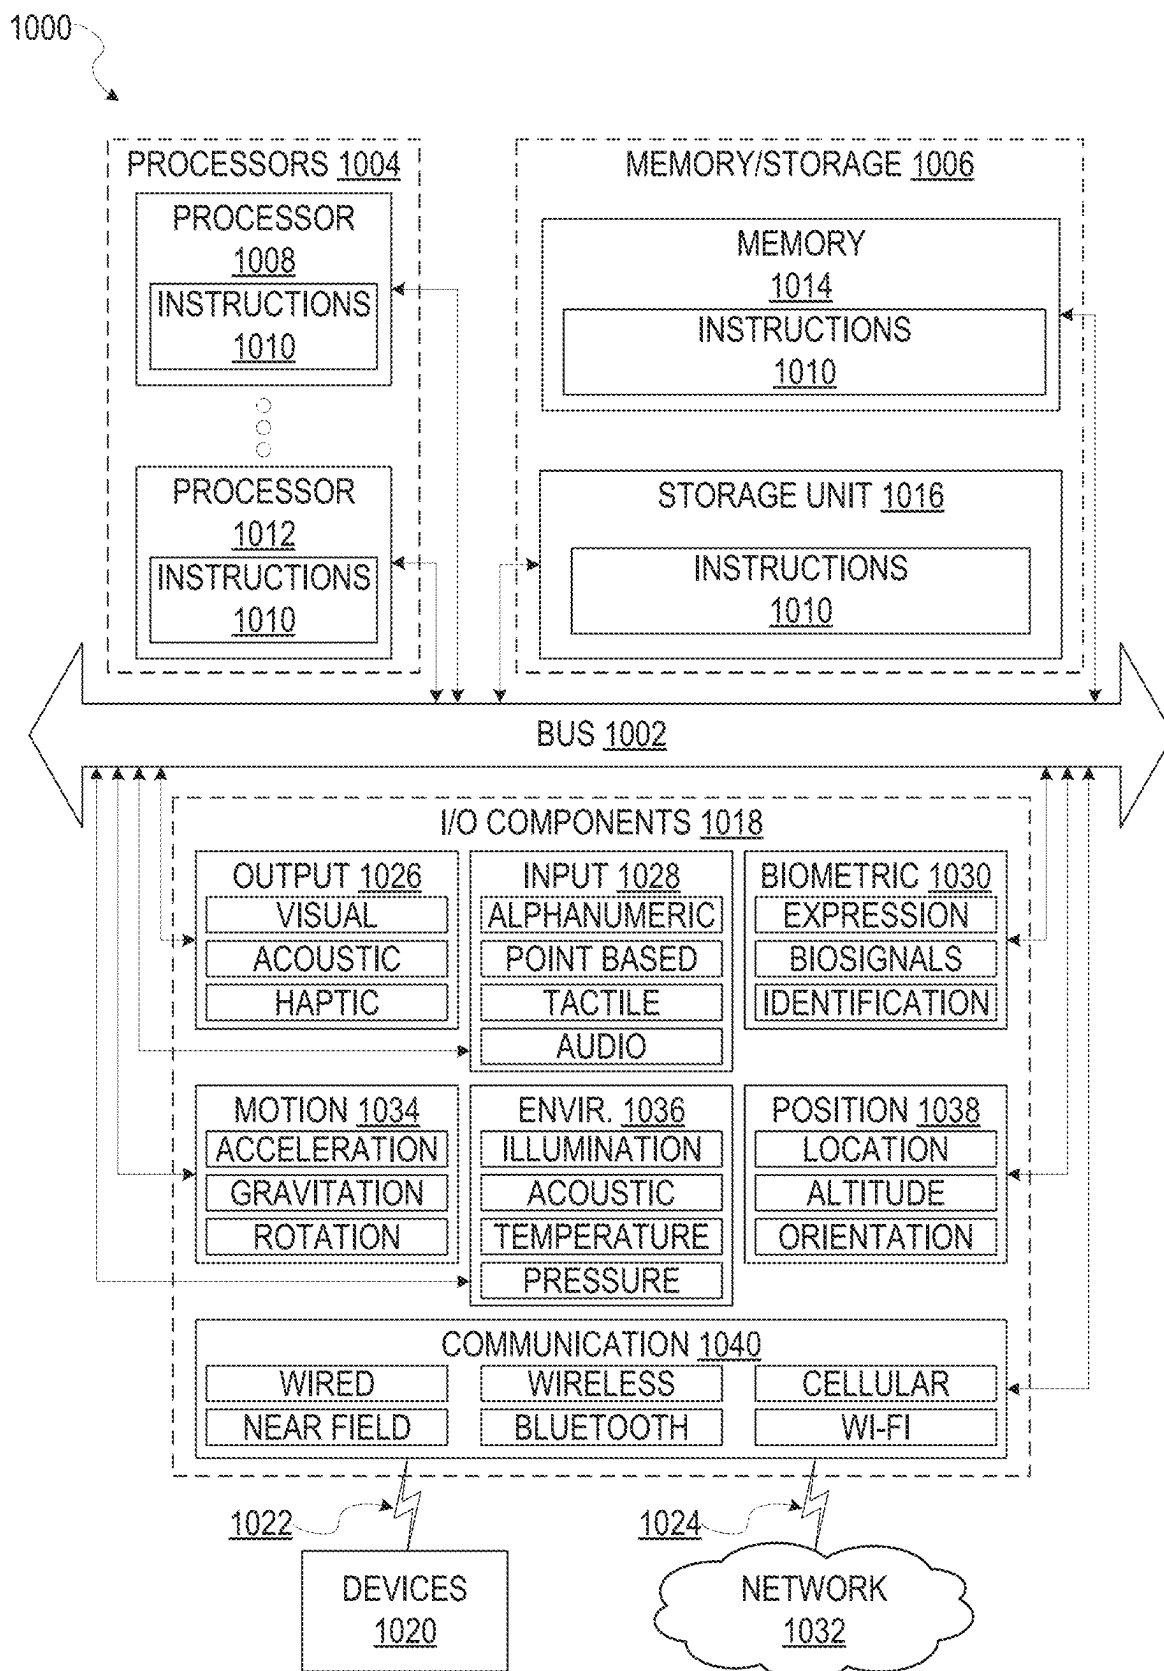 1000
PROCESSORS 1004
PROCESSOR
1008
INSTRUCTIONS
1010
PROCESSOR
1012
INSTRUCTIONS
1010
MEMORY/STORAGE 1006
MEMORY
1014
INSTRUCTIONS
1010
STORAGE UNIT 1016
INSTRUCTIONS
1010
BUS 1002
I/O COMPONENTS 1018
OUTPUT 1026
VISUAL
ACOUSTIC
HAPTIC
INPUT 1028
ALPHANUMERIC
POINT BASED
TACTILE
AUDIO
BIOMETRIC 1030
EXPRESSION
BIOSIGNALS
IDENTIFICATION
MOTION 1034
ACCELERATION
GRAVITATION
ROTATION
ENVIR. 1036
ILLUMINATION
ACOUSTIC
TEMPERATURE
PRESSURE
POSITION 1038
LOCATION
ALTITUDE
ORIENTATION
COMMUNICATION 1040
WIRED
WIRELESS
CELLULAR
NEAR FIELD
BLUETOOTH
WI-FI
1022
1024
DEVICES
1020
NETWORK
1032